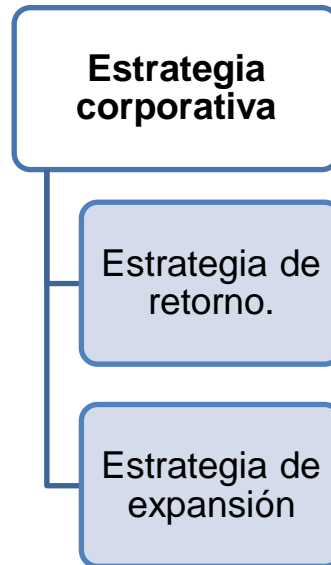 Estrategia
corporativa
Estrategia de
retorno.
Estrategia de
expansión